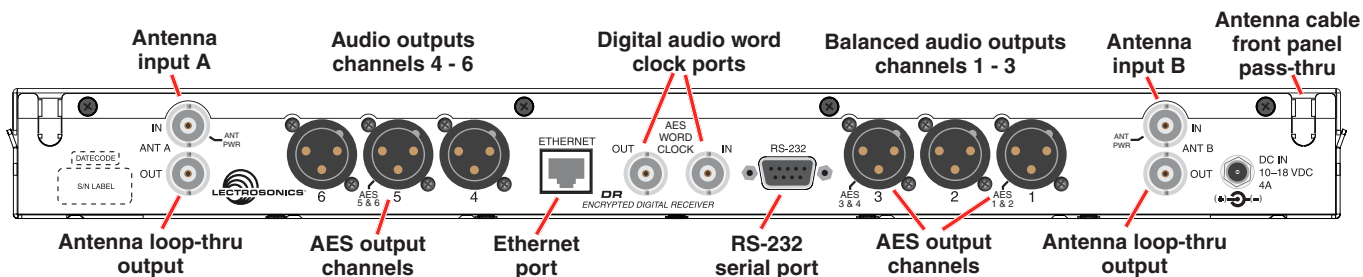 Antenna
input A
Audio outputs
channels 4 - 6
Digital audio word
clock ports
Balanced audio outputs
channels 1 - 3
Antenna
input B
Antenna cable
front panel
pass-thru
IN
ANT
PWR
ANT A
OUT
DATECODE
S/N LABEL
LECTROSONICS
6
AES
5 & 6
5
4
ETHERNET
OUT
AES
WORD
CLOCK
IN
DR
ENCRYPTED DIGITAL RECEIVER
RS-232
AES
3 & 4
3
2
AES
1 & 2
1
ANT
PWR
IN
ANT B
OUT
DC IN
10–18 VDC
4A
(+) (−)
Antenna loop-thru
output
AES output
channels
Ethernet
port
RS-232
serial port
AES output
channels
Antenna loop-thru
output